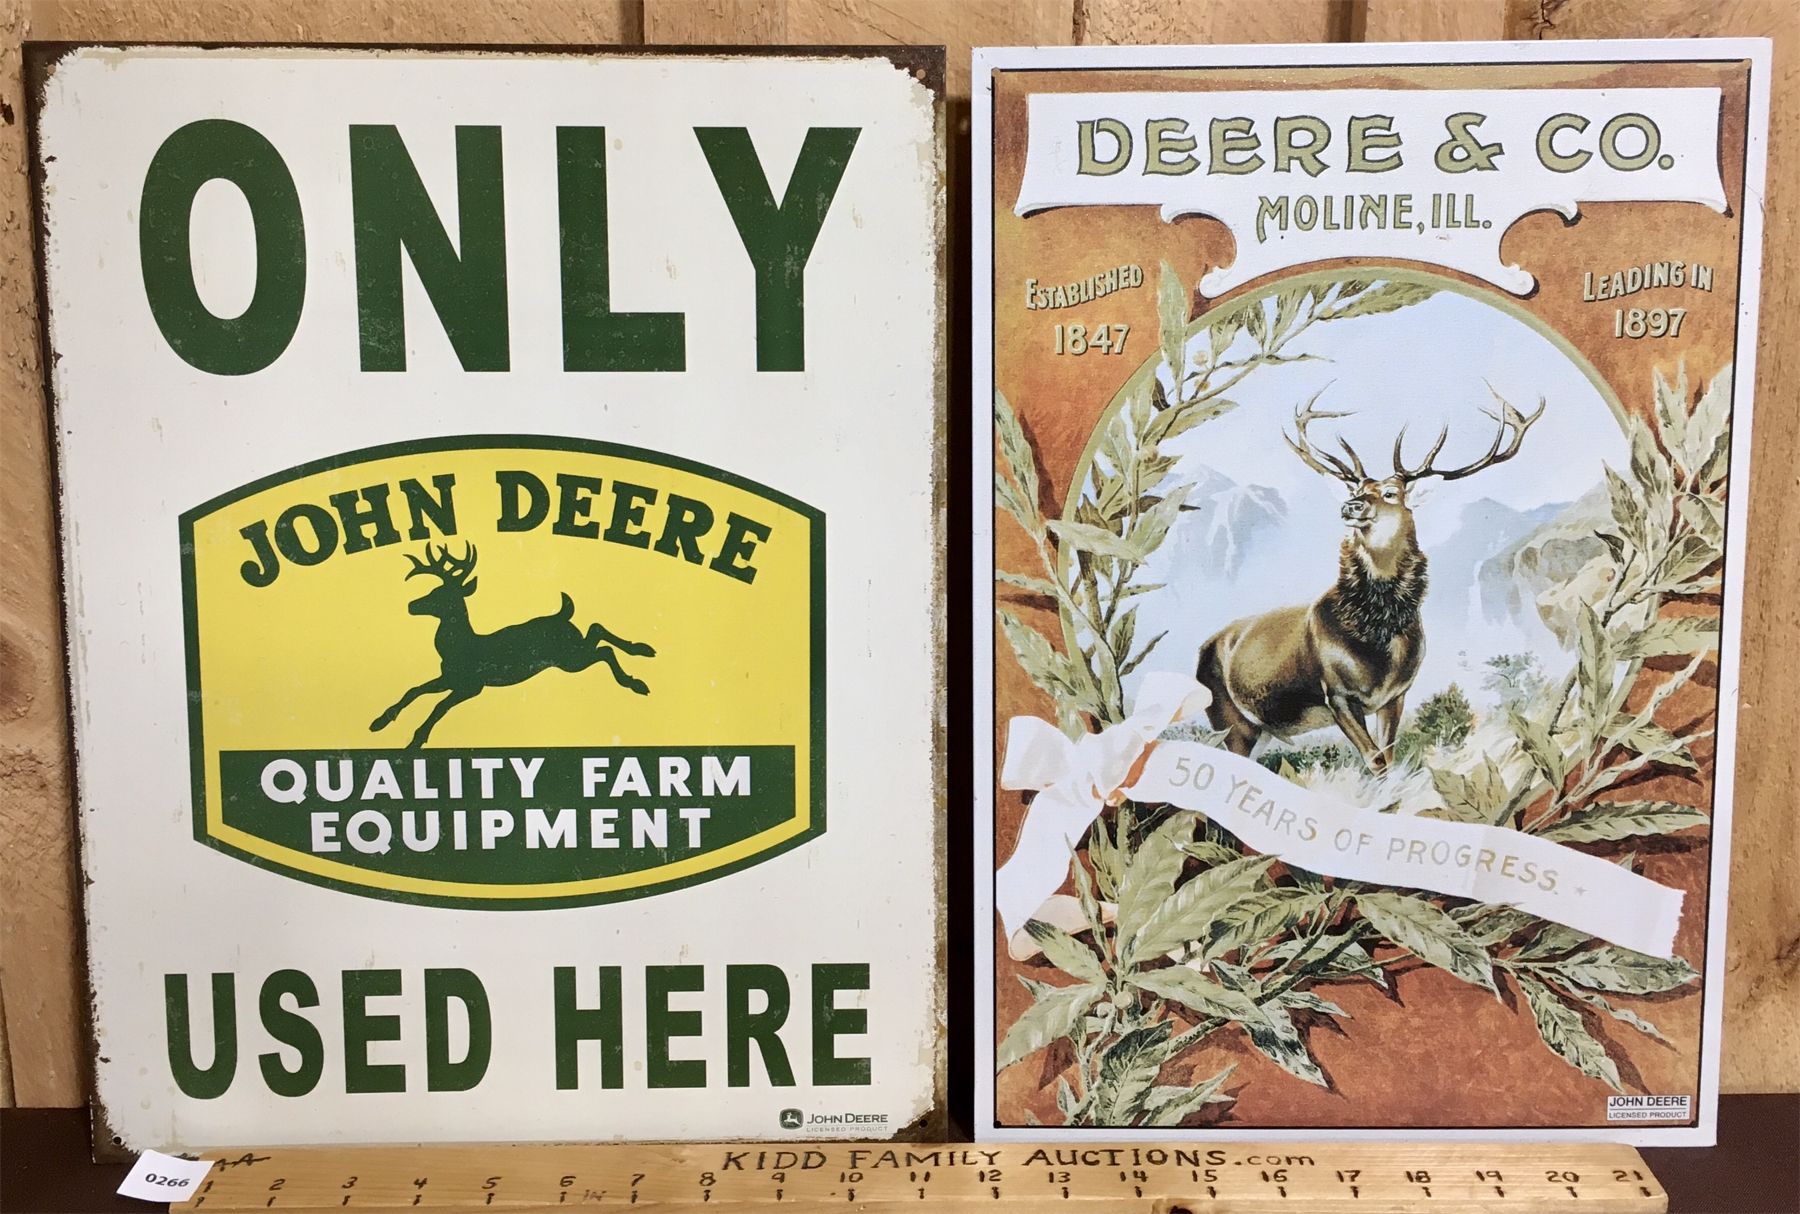 ONLY
JOHN DEERE
QUALITY FARM
EQUIPMENT
USED HERE
JOHN DEERE
LICENSED PRODUCT
DEERE & CO.
MOLINE, ILL.
ESTABLISHED
1847
LEADING IN
1897
50 YEARS OF PROGRESS.
JOHN DEERE
LICENSED PRODUCT
0266
KIDD FAMILY AUCTIONS.com
1 2 3 4 5 6 7 8 9 10 11 12 13 14 15 16 17 18 19 20 21
IN